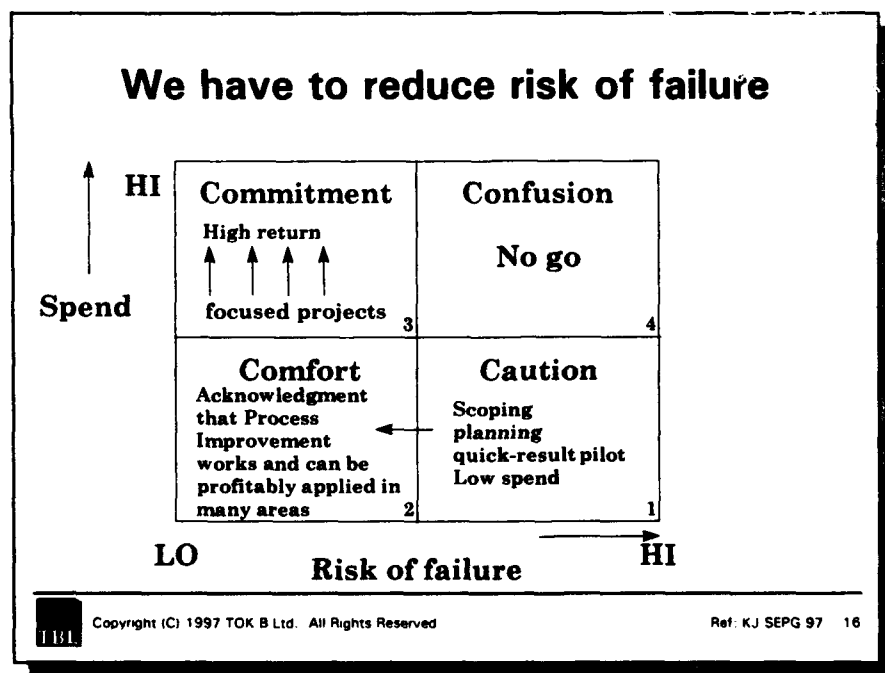 We have to reduce risk of failure
HI
Spend
Commitment
High return
focused projects
3
Confusion
No go
4
Comfort
Acknowledgment
that Process
Improvement
works and can be
profitably applied in
many areas
2
Caution
Scoping
planning
quick-result pilot
Low spend
1
LO
Risk of failure
HI
TBL
Copyright (C) 1997 TOK B Ltd. All Rights Reserved
Ref: KJ SEPG 97 16